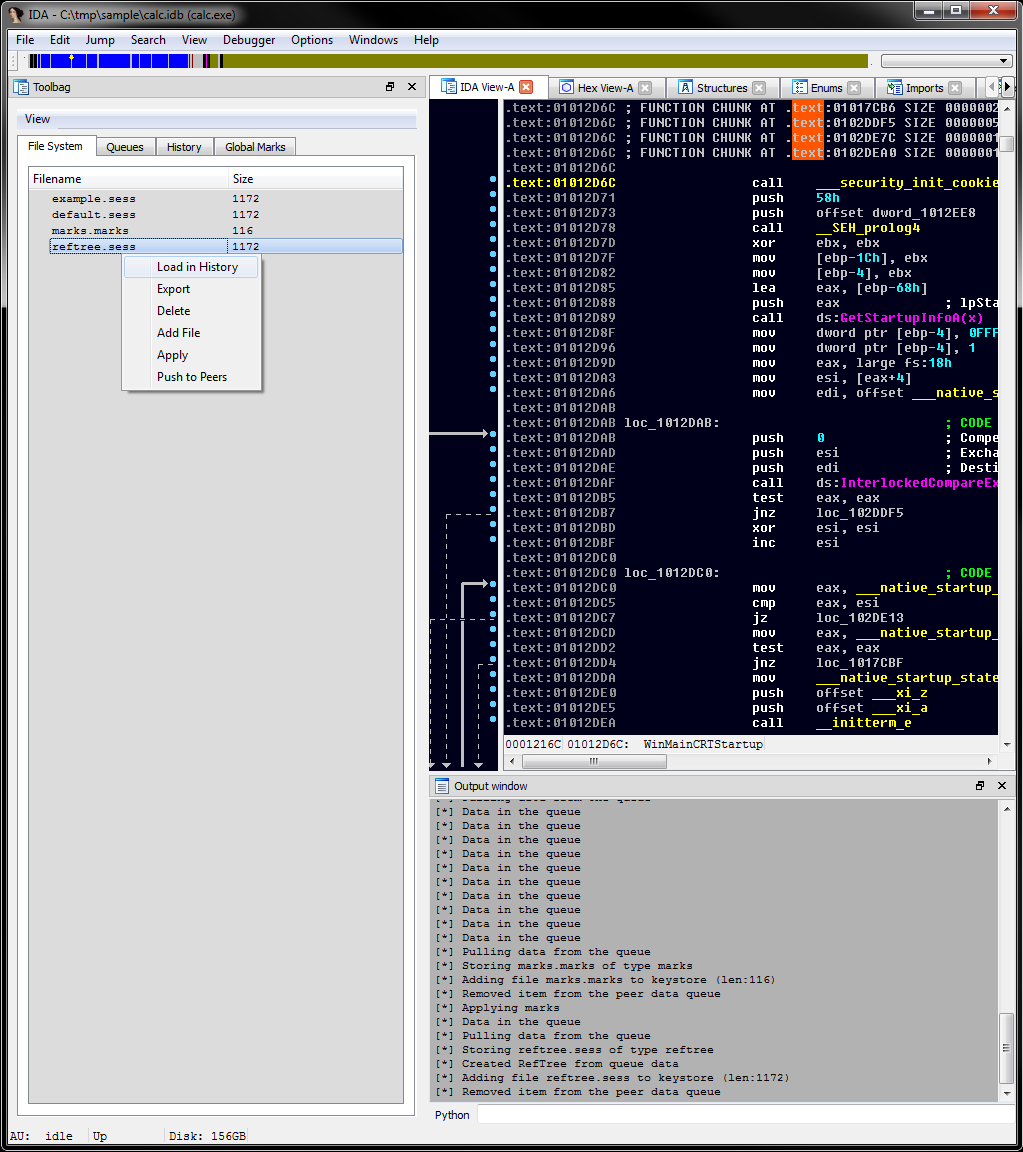 IDA - C:\tmp\sample\calc.idb (calc.exe)
File Edit Jump Search View Debugger Options Windows Help
Toolbag
View
File System Queues History Global Marks
Filename Size
example.sess 1172
default.sess 1172
marks.marks 116
reftree.sess 1172
Load in History
Export
Delete
Add File
Apply
Push to Peers
IDA View-A Hex View-A Structures Enums Imports
.text:01012D6C ; FUNCTION CHUNK AT .text:01017CB6 SIZE 0000002
.text:01012D6C ; FUNCTION CHUNK AT .text:0102DDF5 SIZE 0000005
.text:01012D6C ; FUNCTION CHUNK AT .text:0102DE7C SIZE 0000001
.text:01012D6C ; FUNCTION CHUNK AT .text:0102DEA0 SIZE 0000001
.text:01012D6C
.text:01012D6C call ___security_init_cookie
.text:01012D71 push 58h
.text:01012D73 push offset dword_1012EE8
.text:01012D78 call __SEH_prolog4
.text:01012D7D xor ebx, ebx
.text:01012D7F mov [ebp-1Ch], ebx
.text:01012D82 mov [ebp-4], ebx
.text:01012D85 lea eax, [ebp-68h]
.text:01012D88 push eax ; lpSta
.text:01012D89 call ds:GetStartupInfoA(x)
.text:01012D8F mov dword ptr [ebp-4], 0FFF
.text:01012D96 mov dword ptr [ebp-4], 1
.text:01012D9D mov eax, large fs:18h
.text:01012DA3 mov esi, [eax+4]
.text:01012DA6 mov edi, offset ___native_s
.text:01012DAB
.text:01012DAB loc_1012DAB: ; CODE
.text:01012DAB push 0 ; Compe
.text:01012DAD push esi ; Excha
.text:01012DAE push edi ; Desti
.text:01012DAF call ds:InterlockedCompareEx
.text:01012DB5 test eax, eax
.text:01012DB7 jnz loc_102DDF5
.text:01012DBD xor esi, esi
.text:01012DBF inc esi
.text:01012DC0
.text:01012DC0 loc_1012DC0: ; CODE
.text:01012DC0 mov eax, ___native_startup_
.text:01012DC5 cmp eax, esi
.text:01012DC7 jz loc_102DE13
.text:01012DCD mov eax, ___native_startup_
.text:01012DD2 test eax, eax
.text:01012DD4 jnz loc_1017CBF
.text:01012DDA mov ___native_startup_state
.text:01012DE0 push offset ___xi_z
.text:01012DE5 push offset ___xi_a
.text:01012DEA call __initterm_e
0001216C 01012D6C: WinMainCRTStartup
Output window
[*] Pulling data from the queue
[*] Data in the queue
[*] Data in the queue
[*] Data in the queue
[*] Data in the queue
[*] Data in the queue
[*] Data in the queue
[*] Data in the queue
[*] Data in the queue
[*] Data in the queue
[*] Data in the queue
[*] Pulling data from the queue
[*] Storing marks.marks of type marks
[*] Adding file marks.marks to keystore (len:116)
[*] Removed item from the peer data queue
[*] Applying marks
[*] Data in the queue
[*] Pulling data from the queue
[*] Storing reftree.sess of type reftree
[*] Created RefTree from queue data
[*] Adding file reftree.sess to keystore (len:1172)
[*] Removed item from the peer data queue
Python
AU: idle Up Disk: 156GB